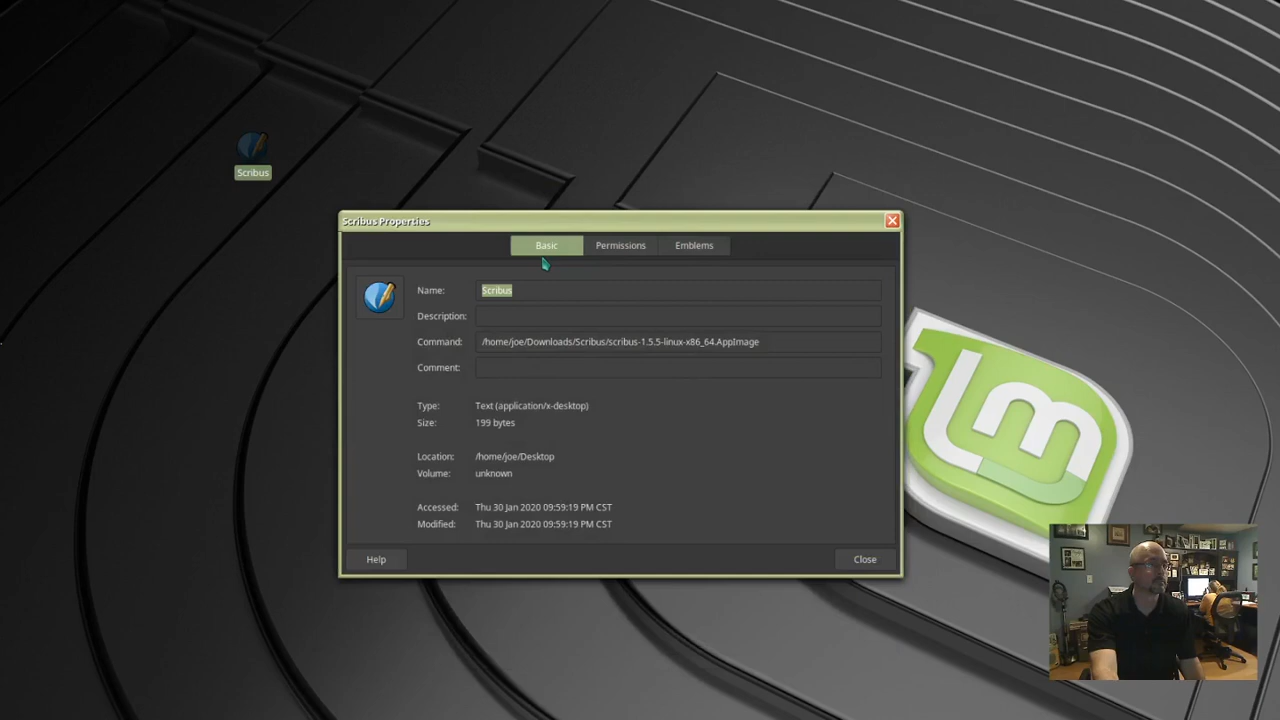 Scribus
Scribus Properties
Basic Permissions Emblems
Name: Scribus
Description:
Command: /home/joe/Downloads/Scribus/scribus-1.5.5-linux-x86_64.AppImage
Comment:
Type: Text (application/x-desktop)
Size: 199 bytes
Location: /home/joe/Desktop
Volume: unknown
Accessed: Thu 30 Jan 2020 09:59:19 PM CST
Modified: Thu 30 Jan 2020 09:59:19 PM CST
Help Close